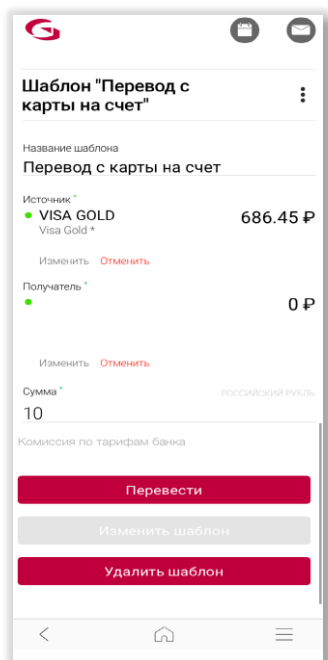 Шаблон "Перевод с
карты на счет"
Название шаблона
Перевод с карты на счет
Источник *
VISA GOLD 686.45 ₽
Visa Gold *
Изменить Отменить
Получатель *
0 ₽
Изменить Отменить
Сумма * РОССИЙСКИЙ РУБЛЬ
10
Комиссия по тарифам банка
Перевести
Изменить шаблон
Удалить шаблон